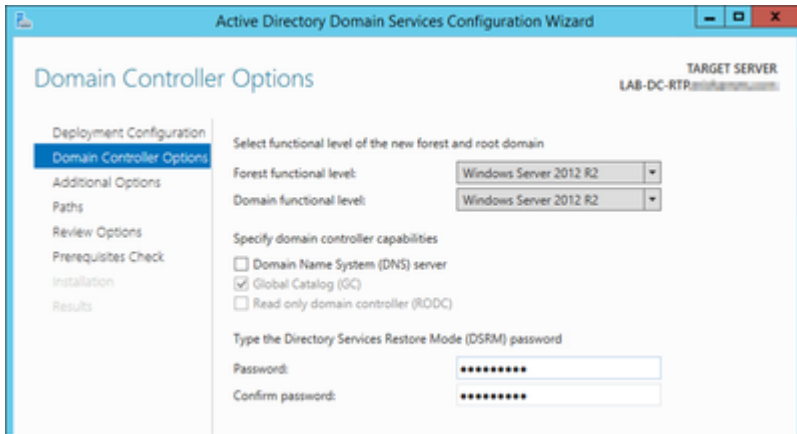 Active Directory Domain Services Configuration Wizard
Domain Controller Options
TARGET SERVER
LAB-DC-RTP
Deployment Configuration
Domain Controller Options
Additional Options
Paths
Review Options
Prerequisites Check
Installation
Results
Select functional level of the new forest and root domain
Forest functional level: Windows Server 2012 R2
Domain functional level: Windows Server 2012 R2
Specify domain controller capabilities
Domain Name System (DNS) server
Global Catalog (GC)
Read only domain controller (RODC)
Type the Directory Services Restore Mode (DSRM) password
Password: •••••••••
Confirm password: •••••••••